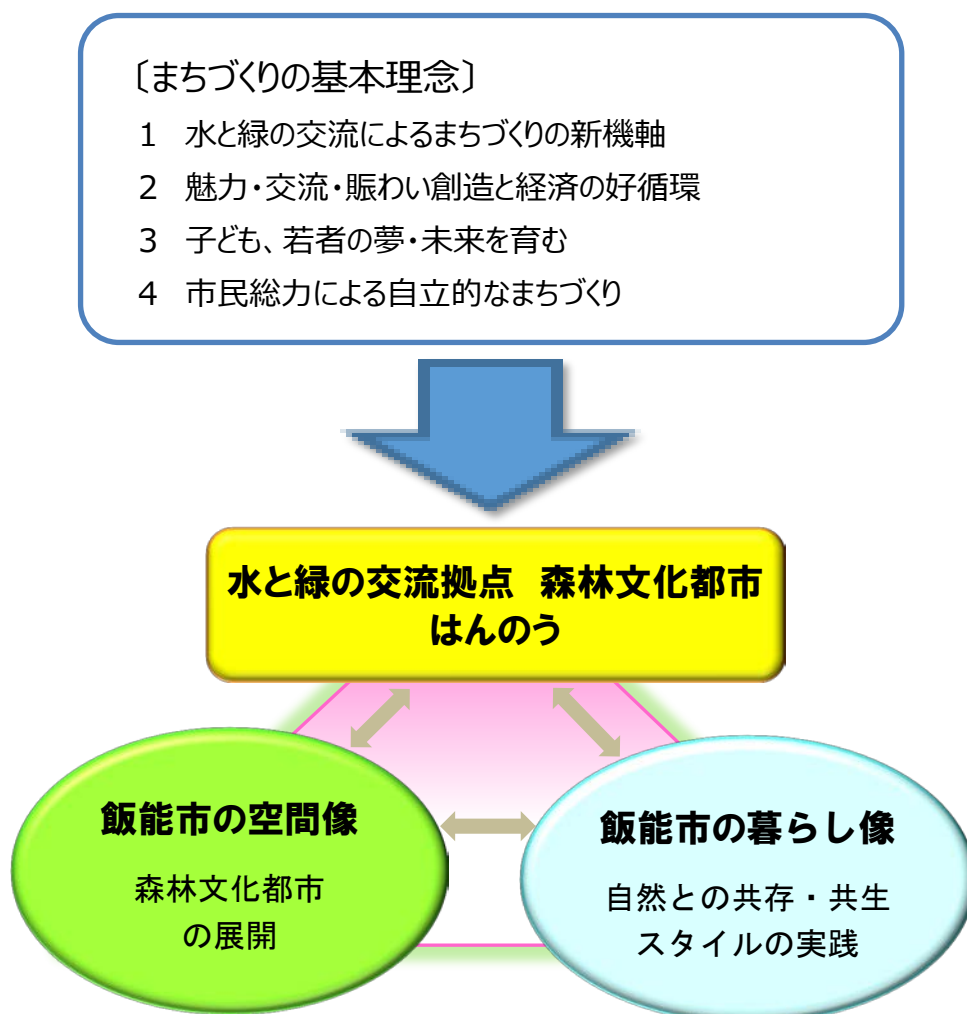 〔まちづくりの基本理念〕
1 水と緑の交流によるまちづくりの新機軸
2 魅力・交流・賑わい創造と経済の好循環
3 子ども、若者の夢・未来を育む
4 市民総力による自立的なまちづくり
水と緑の交流拠点 森林文化都市
はんのう
飯能市の空間像
森林文化都市
の展開
飯能市の暮らし像
自然との共存・共生
スタイルの実践